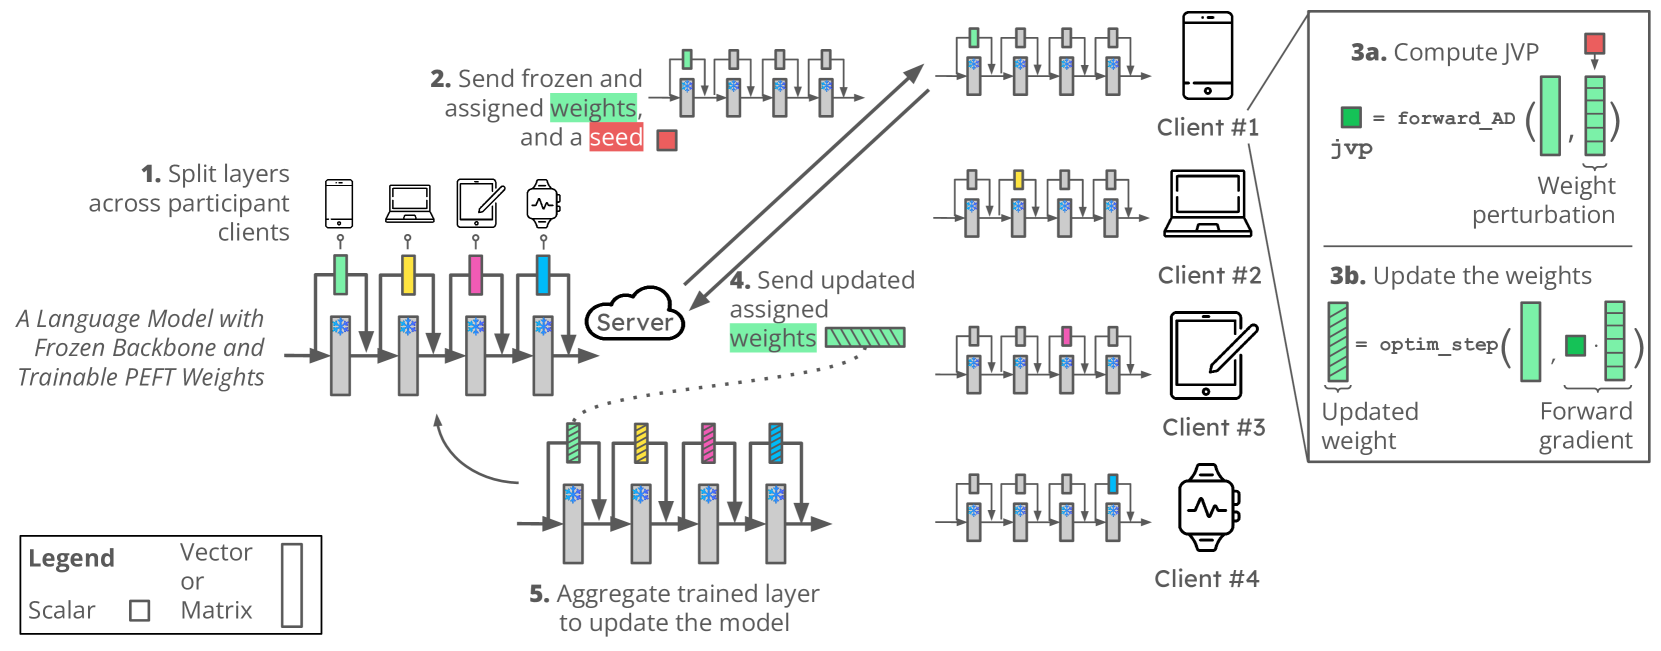 1. Split layers
across participant
clients
A Language Model with
Frozen Backbone and
Trainable PEFT Weights
2. Send frozen and
assigned weights,
and a seed
Server
4. Send updated
assigned
weights
5. Aggregate trained layer
to update the model
Legend
Scalar
Vector
or
Matrix
Client #1
Client #2
Client #3
Client #4
3a. Compute JVP
= forward_AD ( , )
jvp
Weight
perturbation
3b. Update the weights
= optim_step( , · )
Updated
weight
Forward
gradient